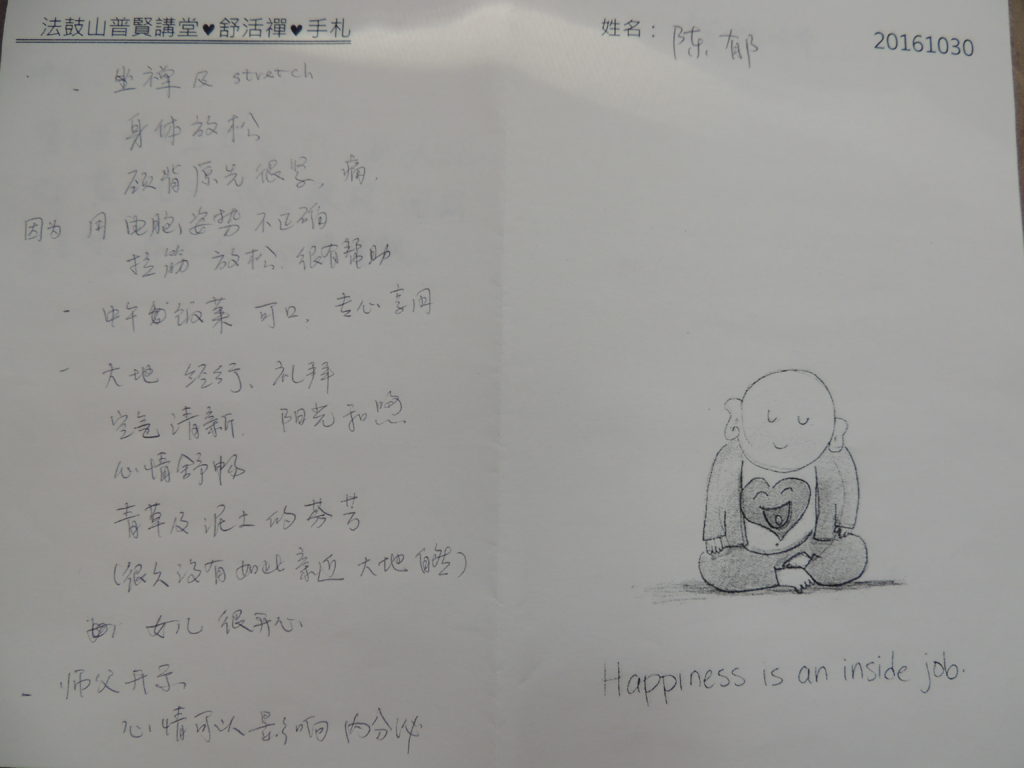 法鼓山普賢講堂♥舒活禪♥手札
姓名： 陈 郁
20161030
- 坐禅及 stretch
身体放松
颈背原先很紧，痛.
因为 用电脑，姿势 不正确
拉筋 放松. 很有帮助
- 中午 饭菜 可口，专心享用
- 大地 经行、礼拜
空气清新. 阳光和煦
心情舒畅
青草及泥土的芬芳
(很久没有如此亲近 大地 自然)
女儿 很开心
- 师父开示
心情可以影响内分泌
Happiness is an inside job.